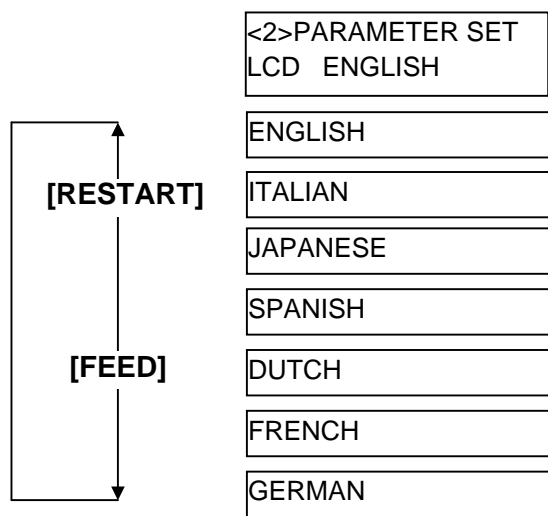 <2>PARAMETER SET
LCD ENGLISH
ENGLISH
[RESTART]
ITALIAN
JAPANESE
SPANISH
[FEED]
DUTCH
FRENCH
GERMAN